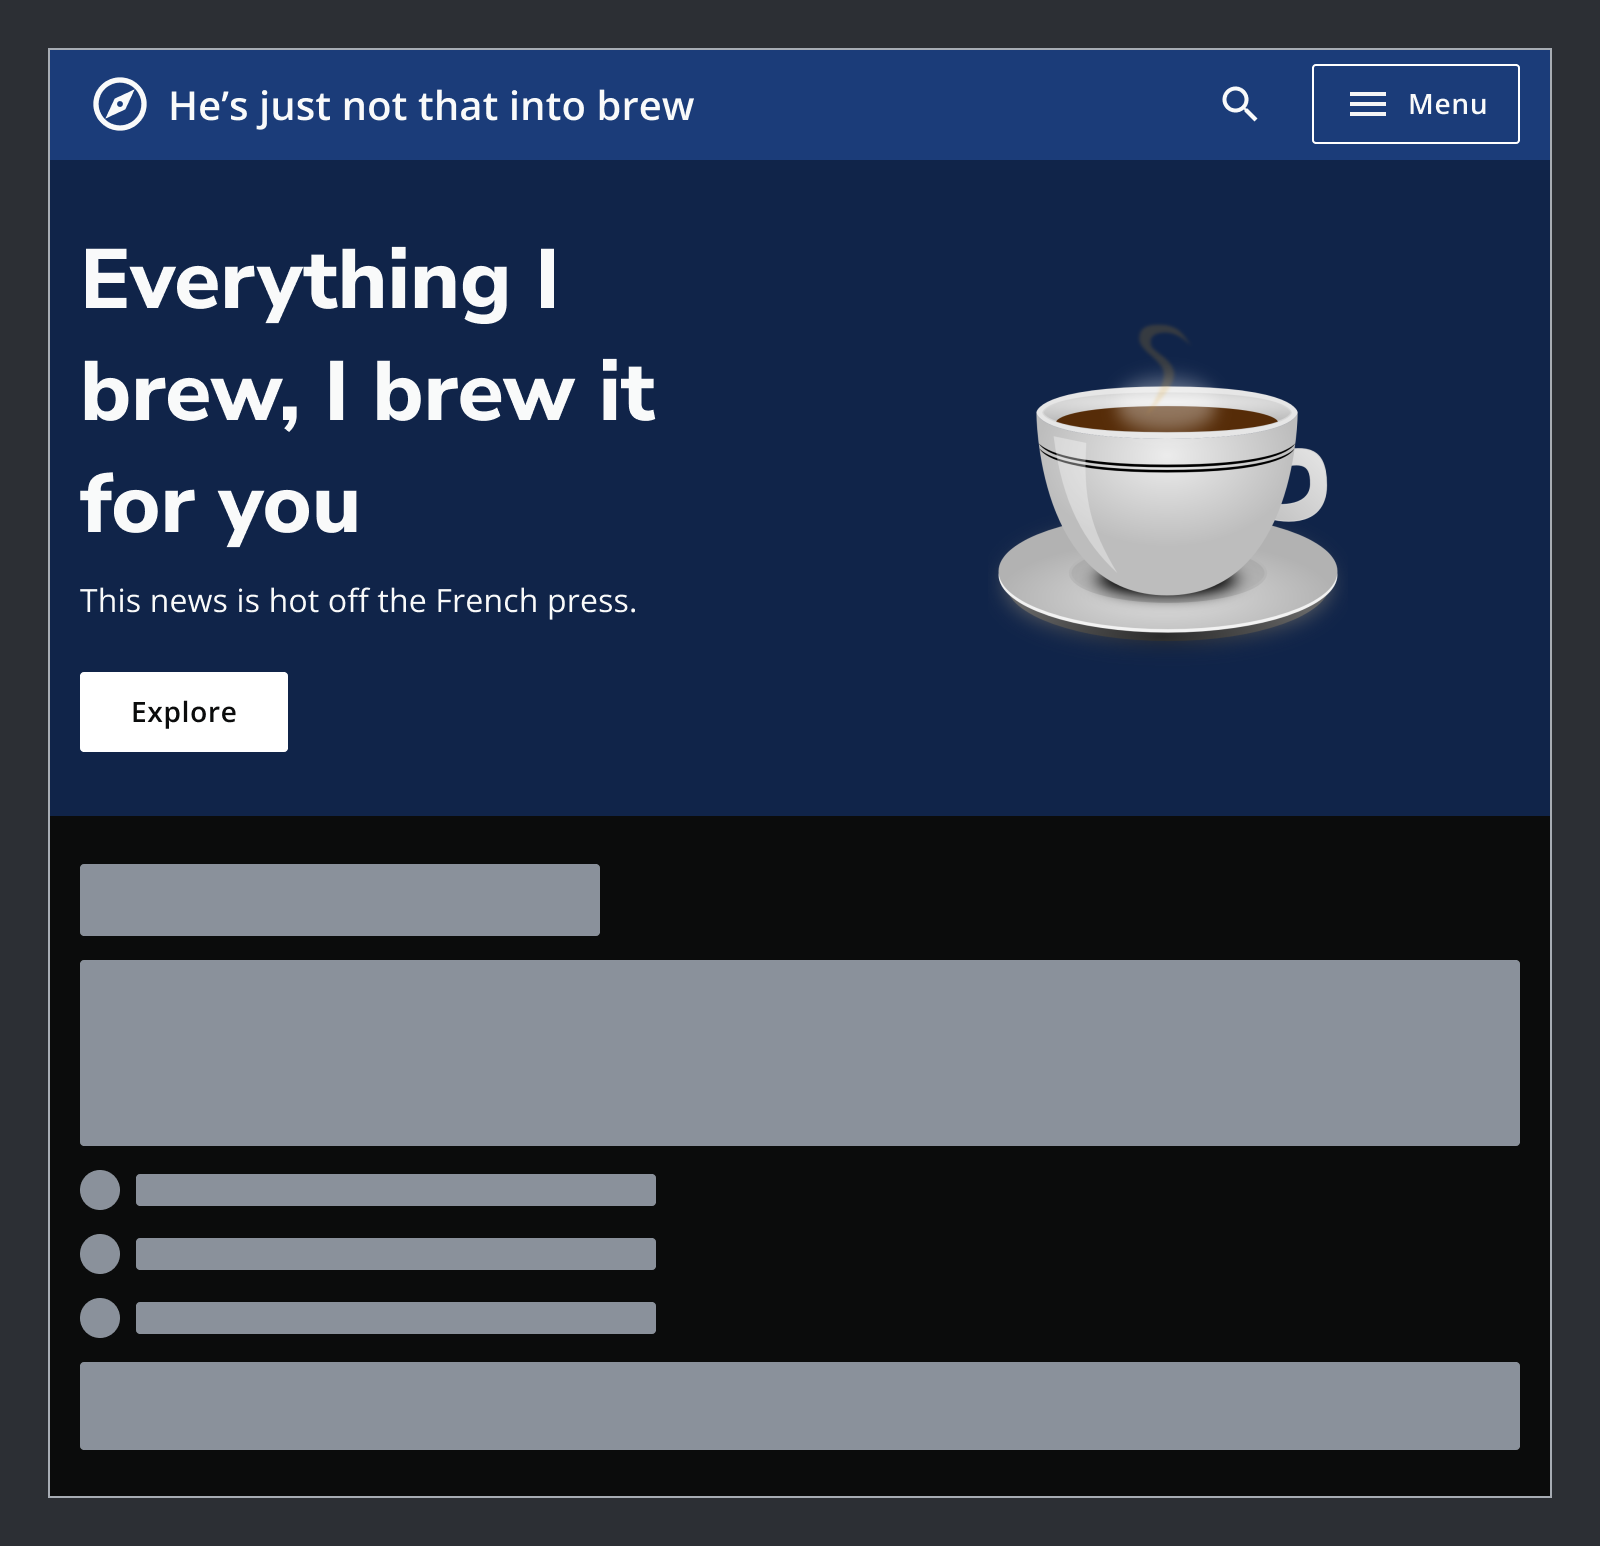 He’s just not that into brew
Menu
Everything I
brew, I brew it
for you
This news is hot off the French press.
Explore